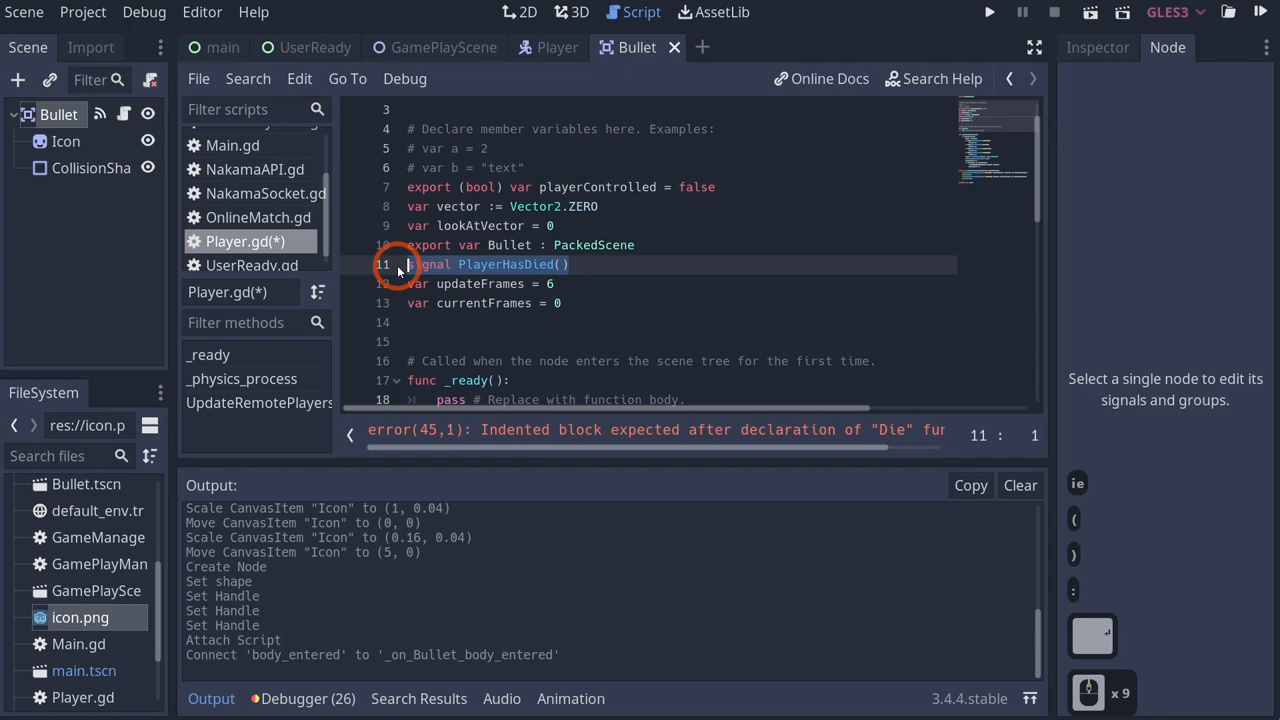 Scene Project Debug Editor Help
2D 3D Script AssetLib
GLES3
Scene Import
main UserReady GamePlayScene Player Bullet
Inspector Node
Filter
File Search Edit Go To Debug
Online Docs Search Help
Bullet
Icon
CollisionSha
Filter scripts
Main.gd
NakamaAPI.gd
NakamaSocket.gd
OnlineMatch.gd
Player.gd(*)
UserReady.gd
Player.gd(*)
Filter methods
_ready
_physics_process
UpdateRemotePlayers
3
4 # Declare member variables here. Examples:
5 # var a = 2
6 # var b = "text"
7 export (bool) var playerControlled = false
8 var vector := Vector2.ZERO
9 var lookAtVector = 0
10 export var Bullet : PackedScene
11 signal PlayerHasDied()
12 var updateFrames = 6
13 var currentFrames = 0
14
15
16 # Called when the node enters the scene tree for the first time.
17 func _ready():
18 pass # Replace with function body.
error(45,1): Indented block expected after declaration of "Die" fur
11 : 1
Select a single node to edit its
signals and groups.
FileSystem
res://icon.p
Search files
Bullet.tscn
default_env.tr
GameManage
GamePlayMan
GamePlaySce
icon.png
Main.gd
main.tscn
Player.gd
Output:
Copy Clear
Scale CanvasItem "Icon" to (1, 0.04)
Move CanvasItem "Icon" to (0, 0)
Scale CanvasItem "Icon" to (0.16, 0.04)
Move CanvasItem "Icon" to (5, 0)
Create Node
Set shape
Set Handle
Set Handle
Set Handle
Attach Script
Connect 'body_entered' to '_on_Bullet_body_entered'
Output Debugger (26) Search Results Audio Animation
3.4.4.stable
ie
(
)
:
x 9